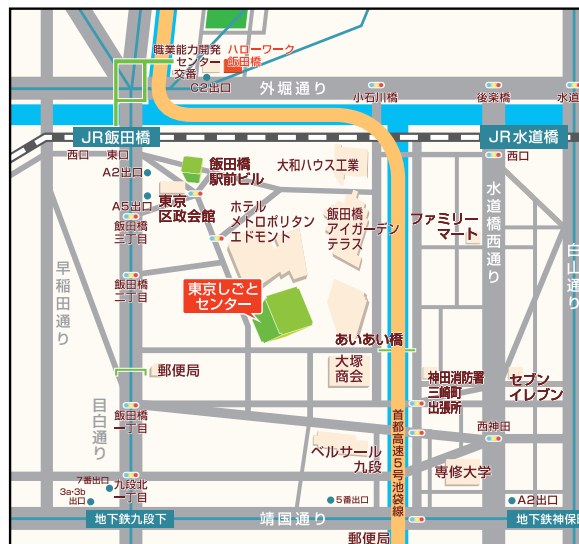 職業能力開発
センター
交番
ハローワーク
飯田橋
C2出口
外堀通り
小石川橋
後楽橋
水道
JR飯田橋
JR水道橋
西口
東口
西口
A2出口
飯田橋
駅前ビル
大和ハウス工業
A5出口
東京
区政会館
ホテル
メトロポリタン
エドモント
飯田橋
アイガーデン
テラス
ファミリー
マート
水道橋西通り
白山通り
飯田橋
三丁目
早稲田通り
飯田橋
二丁目
東京しごと
センター
あいあい橋
郵便局
大塚
商会
神田消防署
三崎町
出張所
セブン
イレブン
目白通り
飯田橋
一丁目
首都高速5号池袋線
西神田
ベルサール
九段
専修大学
7番出口
3a・3b
出口
九段北
一丁目
5番出口
A2出口
地下鉄九段下
靖国通り
地下鉄神保
郵便局